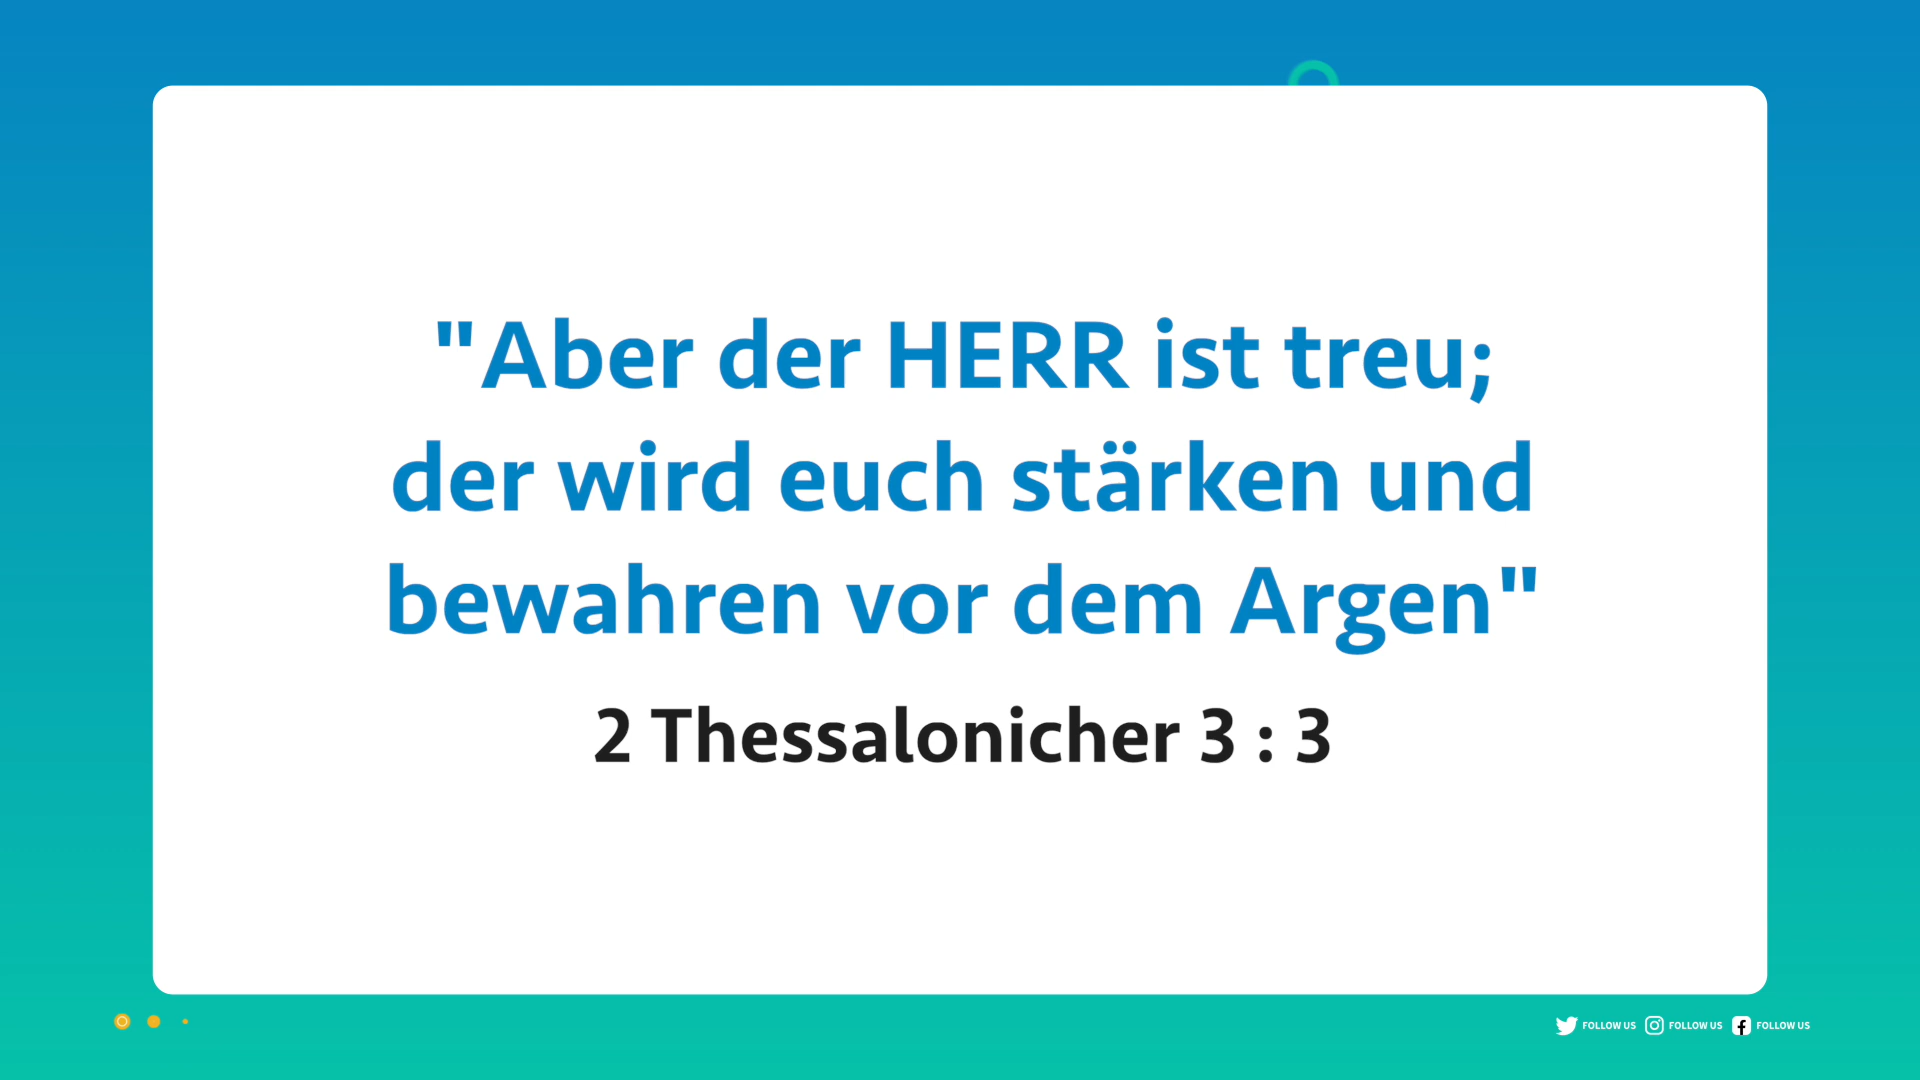 "Aber der HERR ist treu;
der wird euch stärken und
bewahren vor dem Argen"
2 Thessalonicher 3 : 3
FOLLOW US FOLLOW US FOLLOW US